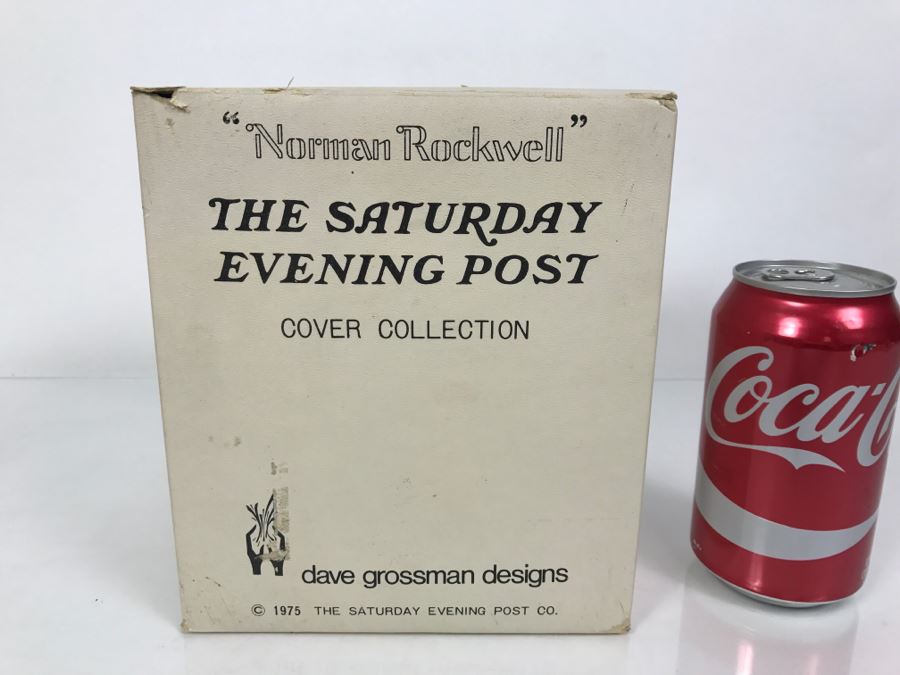 “Norman Rockwell”
THE SATURDAY
EVENING POST
COVER COLLECTION
dave grossman designs
© 1975 THE SATURDAY EVENING POST CO.
Coca-C